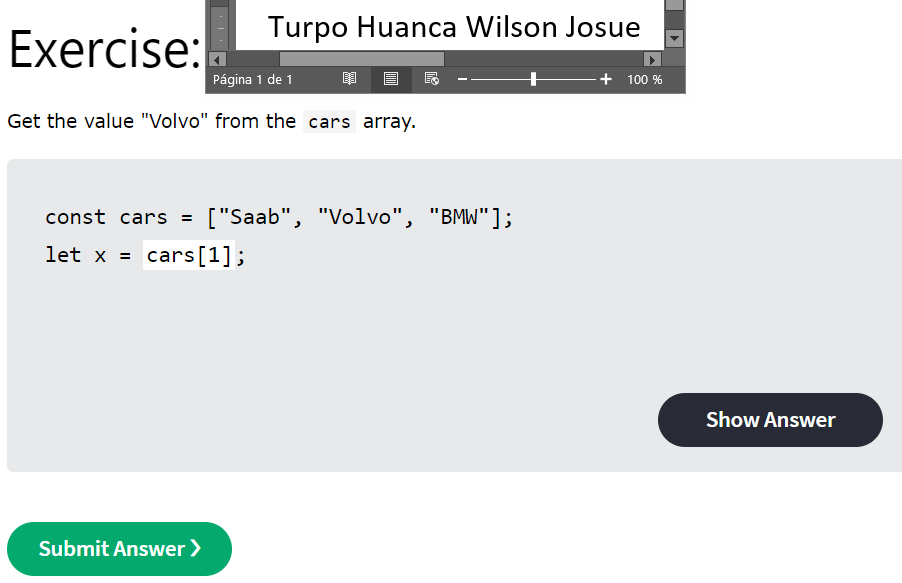 Turpo Huanca Wilson Josue
Exercise:
Página 1 de 1
100 %
Get the value "Volvo" from the cars array.
const cars = ["Saab", "Volvo", "BMW"];
let x = cars[1];
Show Answer
Submit Answer ❯